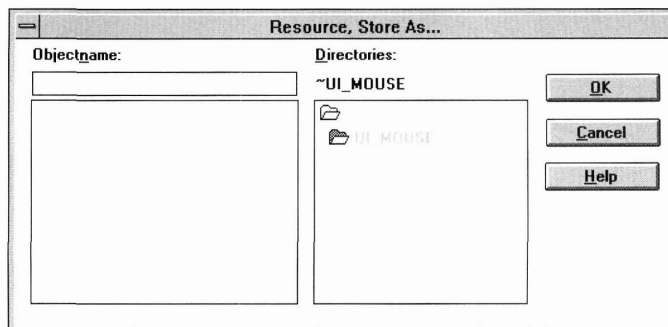 Resource, Store As...
Objectname:
Directories:
~UI_MOUSE
OK
UI_MOUSE
Cancel
Help